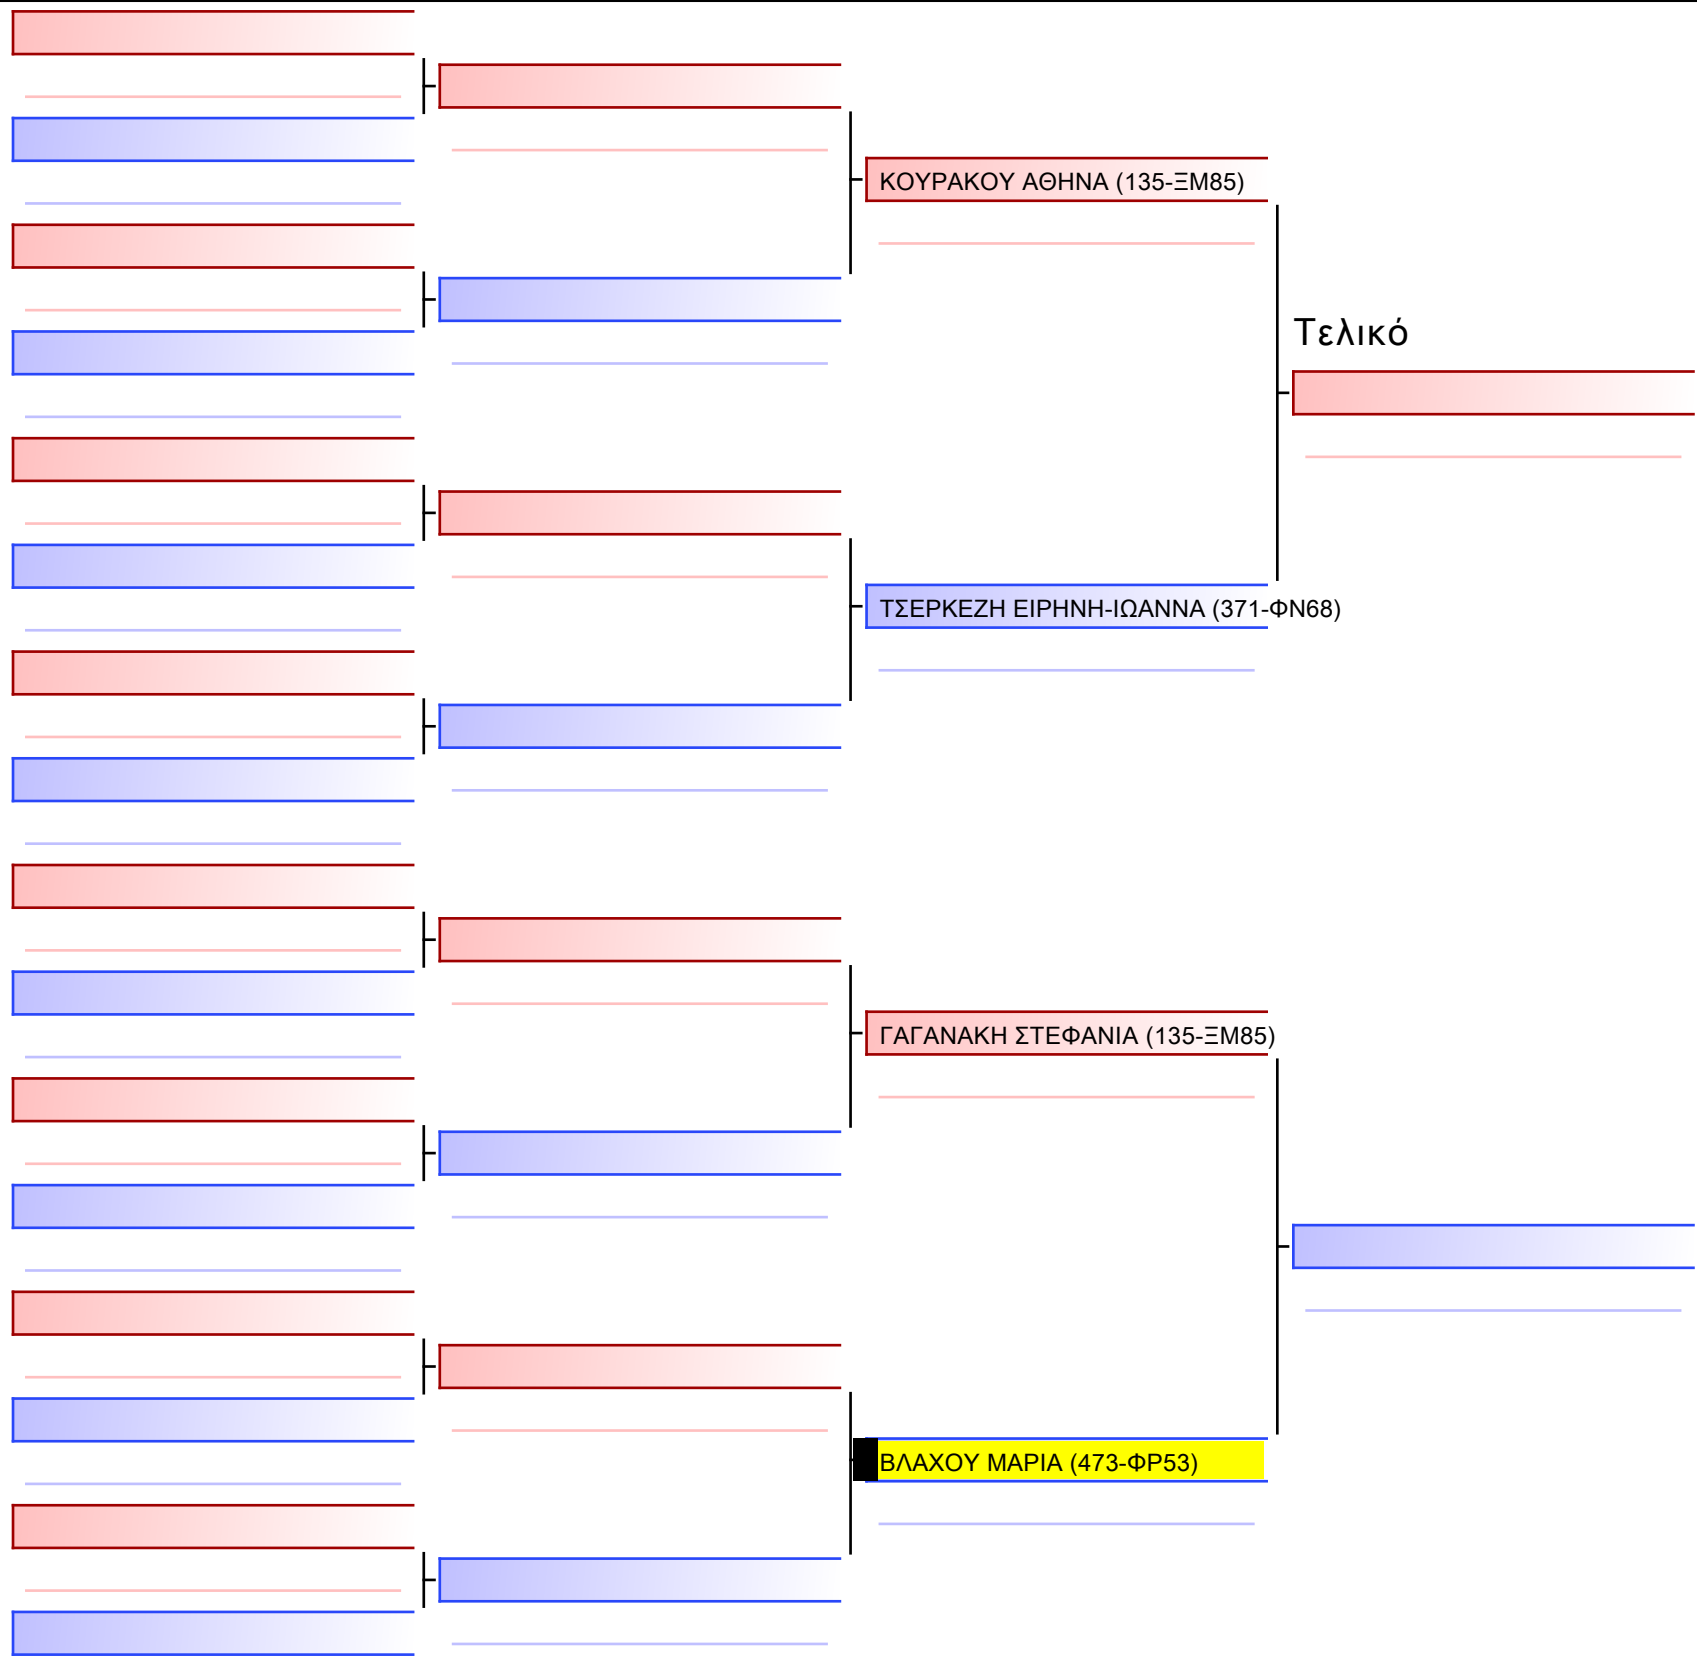 ΚΟΥΡΑΚΟΥ ΑΘΗΝΑ (135-ΞΜ85)
Τελικό
ΤΣΕΡΚΕΖΗ ΕΙΡΗΝΗ-ΙΩΑΝΝΑ (371-ΦΝ68)
ΓΑΓΑΝΑΚΗ ΣΤΕΦΑΝΙΑ (135-ΞΜ85)
ΒΛΑΧΟΥ ΜΑΡΙΑ (473-ΦΡ53)